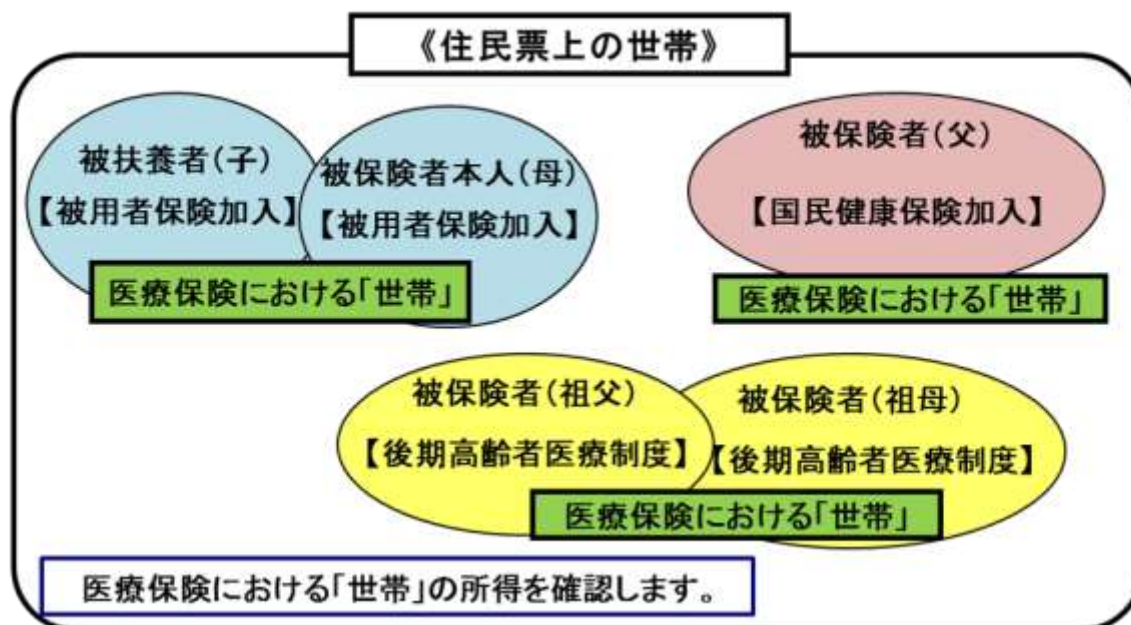 《住民票上の世帯》
被扶養者(子)
【被用者保険加入】
被保険者本人(母)
【被用者保険加入】
医療保険における「世帯」
被保険者(父)
【国民健康保険加入】
医療保険における「世帯」
被保険者(祖父)
【後期高齢者医療制度】
被保険者(祖母)
【後期高齢者医療制度】
医療保険における「世帯」
医療保険における「世帯」の所得を確認します。